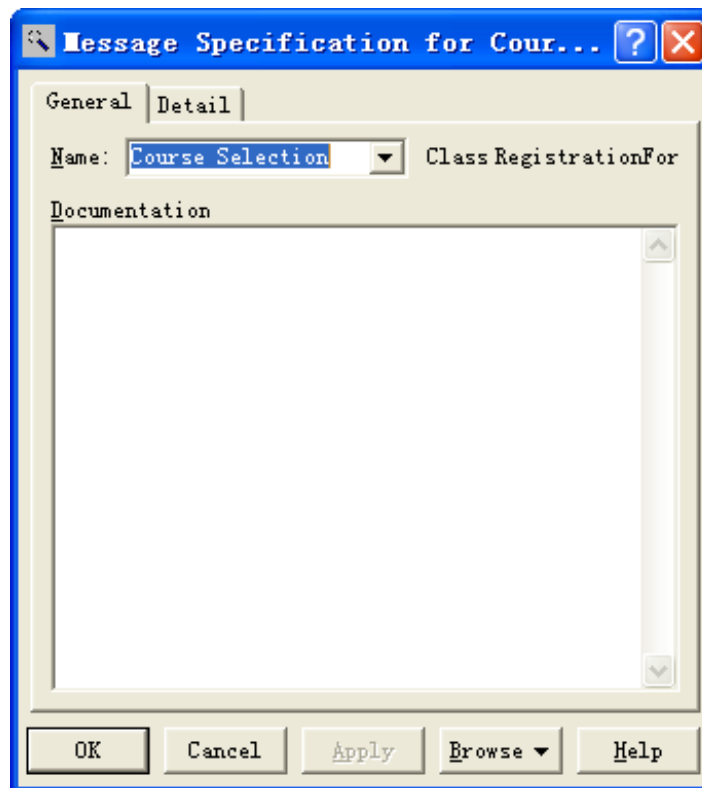 Message Specification for Cour...
General Detail
Name: Course Selection Class RegistrationFor
Documentation
OK Cancel Apply Browse Help